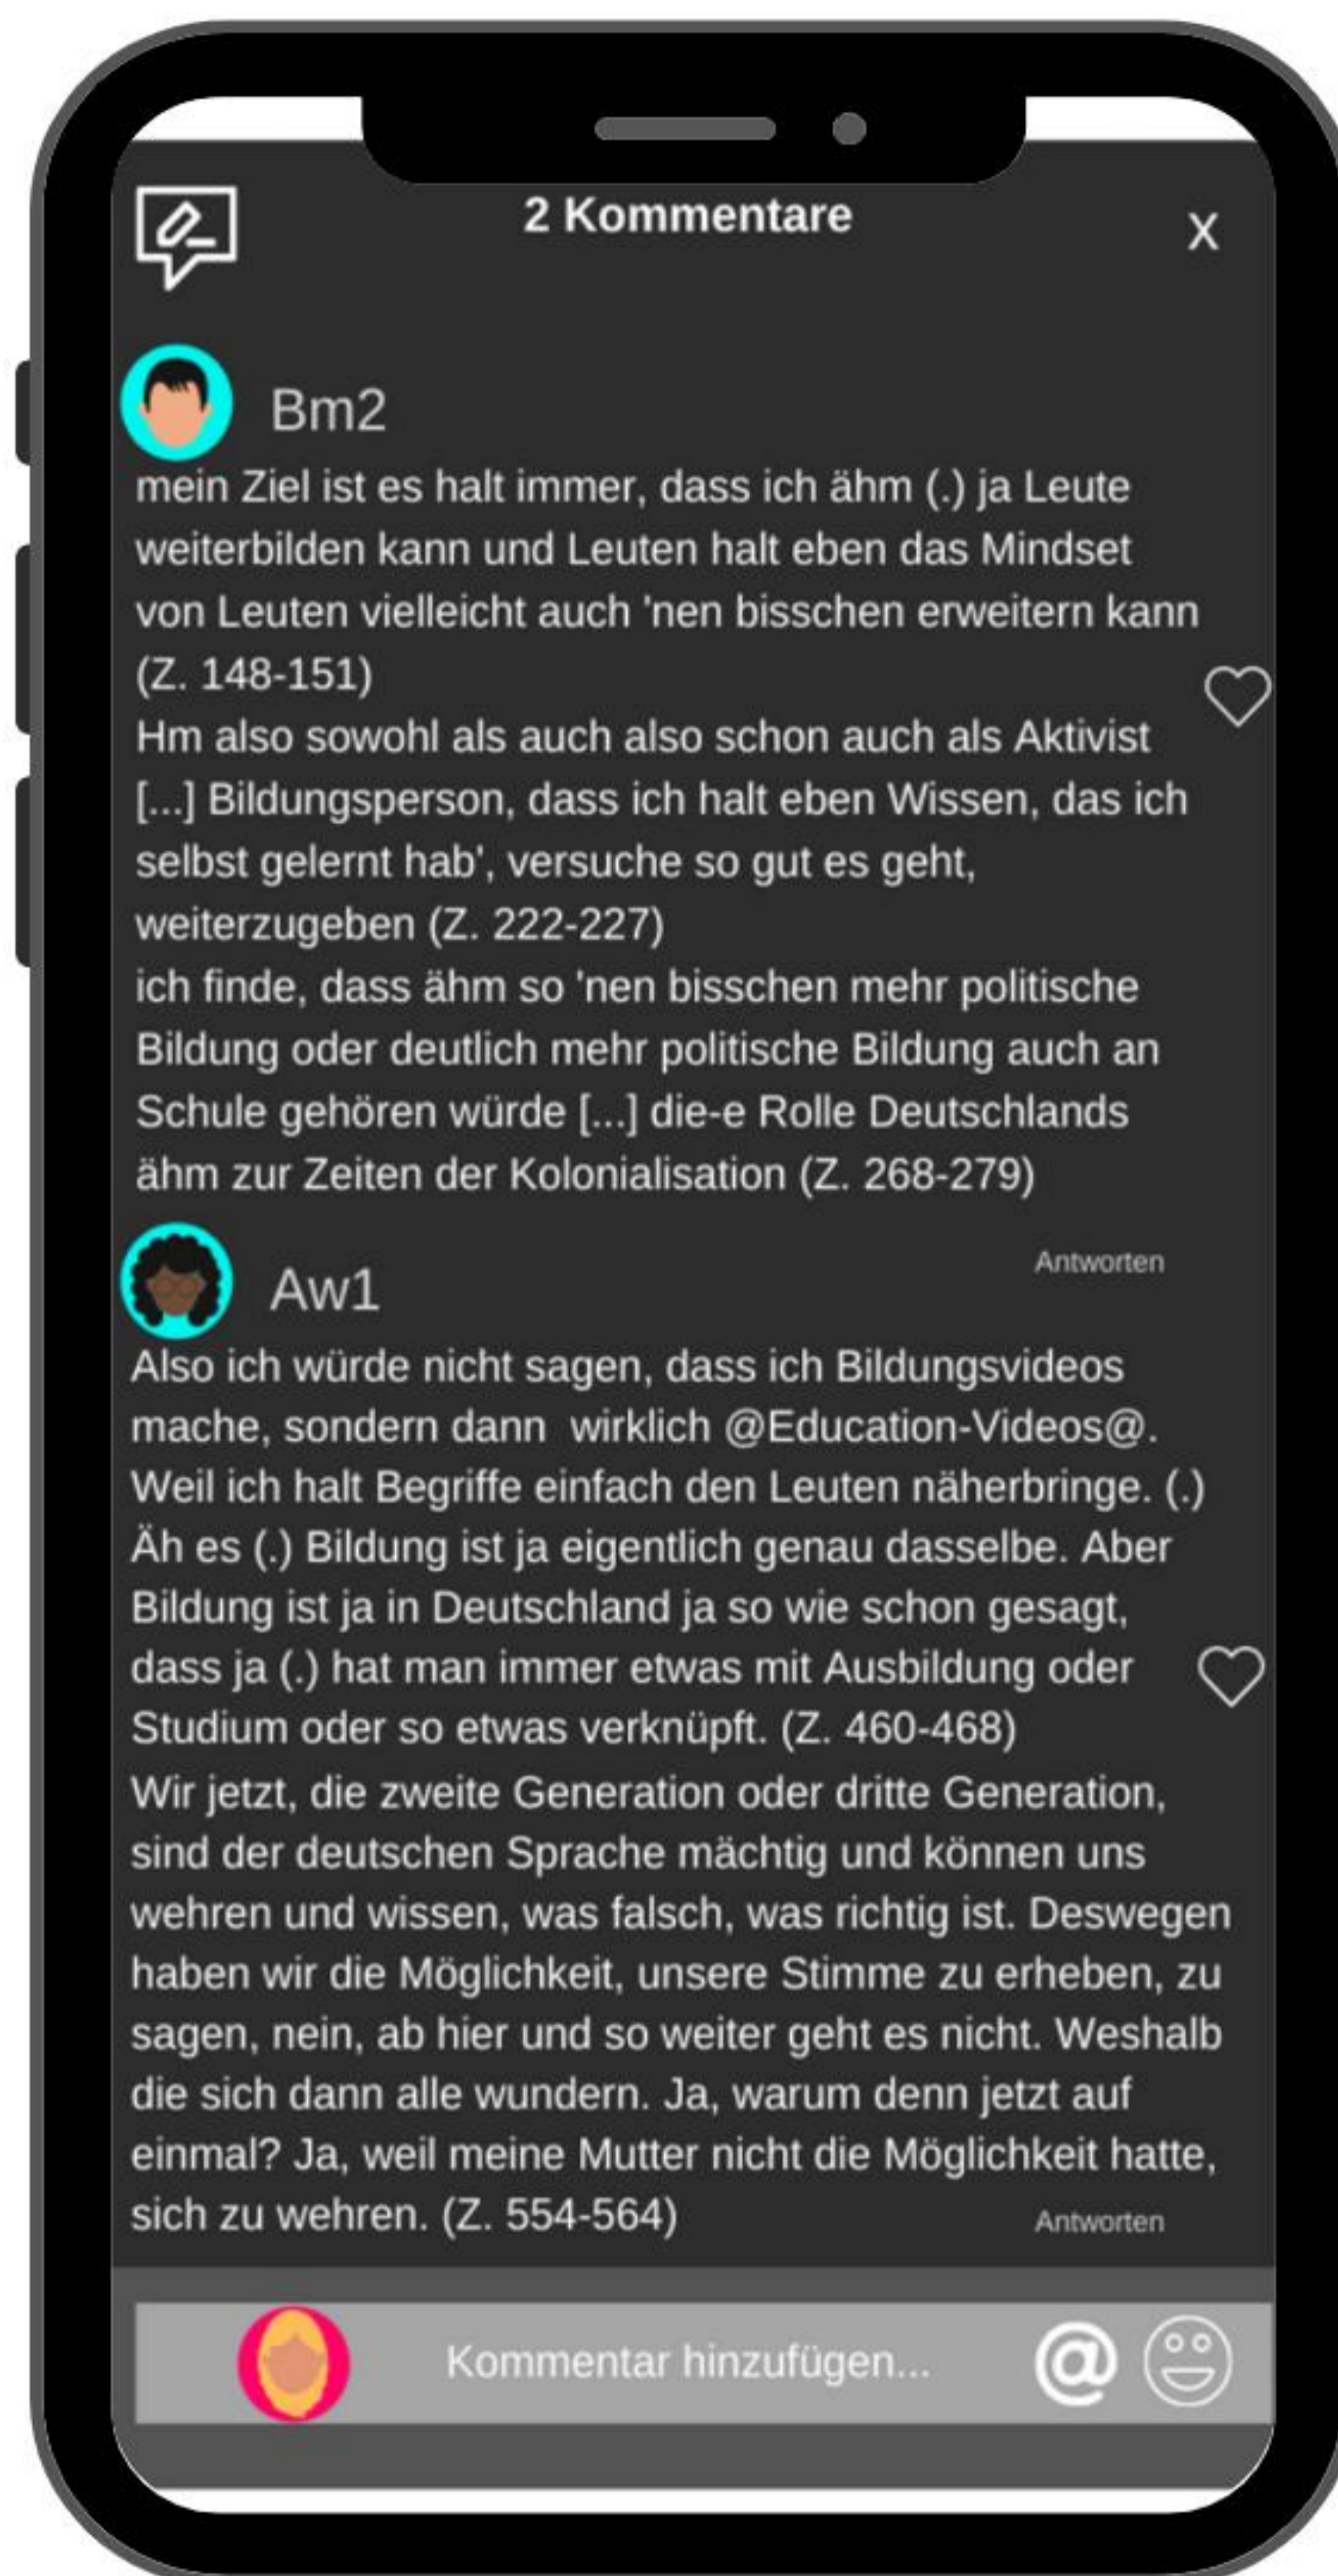 2 Kommentare
X
Bm2
mein Ziel ist es halt immer, dass ich ähm (.) ja Leute
weiterbilden kann und Leuten halt eben das Mindset
von Leuten vielleicht auch 'nen bisschen erweitern kann
(Z. 148-151)
Hm also sowohl als auch also schon auch als Aktivist
[...] Bildungsperson, dass ich halt eben Wissen, das ich
selbst gelernt hab', versuche so gut es geht,
weiterzugeben (Z. 222-227)
ich finde, dass ähm so 'nen bisschen mehr politische
Bildung oder deutlich mehr politische Bildung auch an
Schule gehören würde [...] die-e Rolle Deutschlands
ähm zur Zeiten der Kolonialisation (Z. 268-279)
Antworten
Aw1
Also ich würde nicht sagen, dass ich Bildungsvideos
mache, sondern dann  wirklich @Education-Videos@.
Weil ich halt Begriffe einfach den Leuten näherbringe. (.)
Äh es (.) Bildung ist ja eigentlich genau dasselbe. Aber
Bildung ist ja in Deutschland ja so wie schon gesagt,
dass ja (.) hat man immer etwas mit Ausbildung oder
Studium oder so etwas verknüpft. (Z. 460-468)
Wir jetzt, die zweite Generation oder dritte Generation,
sind der deutschen Sprache mächtig und können uns
wehren und wissen, was falsch, was richtig ist. Deswegen
haben wir die Möglichkeit, unsere Stimme zu erheben, zu
sagen, nein, ab hier und so weiter geht es nicht. Weshalb
die sich dann alle wundern. Ja, warum denn jetzt auf
einmal? Ja, weil meine Mutter nicht die Möglichkeit hatte,
sich zu wehren. (Z. 554-564)
Antworten
Kommentar hinzufügen... @